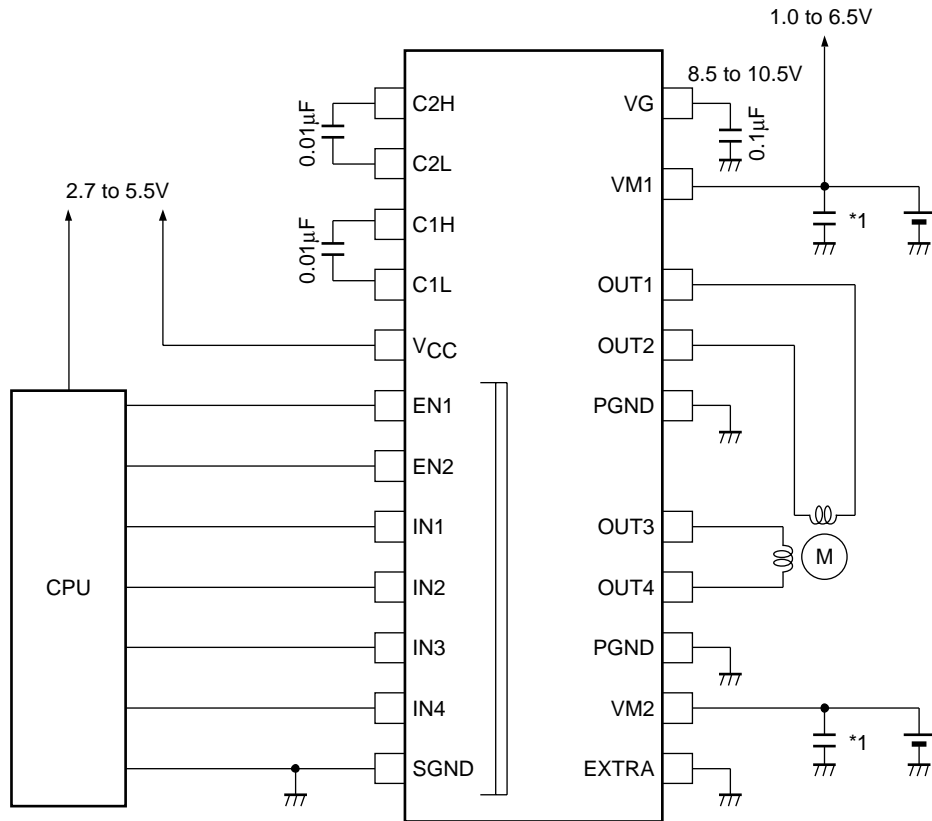 1.0 to 6.5V
8.5 to 10.5V
C2H
VG
0.01µF
0.1µF
C2L
VM1
2.7 to 5.5V
C1H
*1
0.01µF
C1L
OUT1
VCC
OUT2
EN1
PGND
EN2
IN1
OUT3
M
CPU
IN2
OUT4
IN3
PGND
IN4
VM2
*1
SGND
EXTRA